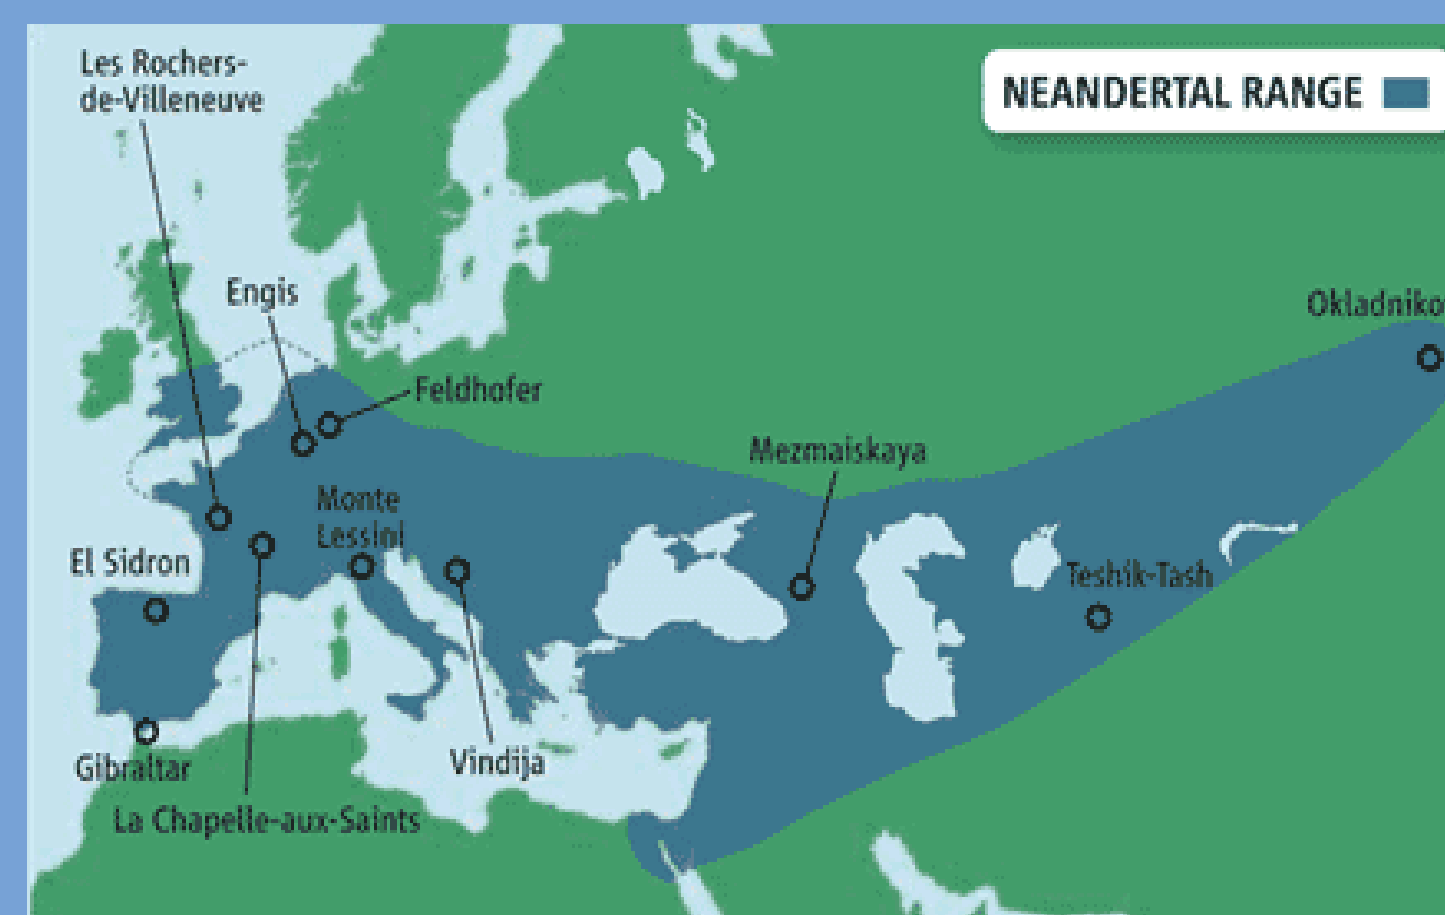 Les Rochers-
de-Villeneuve
NEANDERTAL RANGE
Engis
Okladniko
Feldhofer
Mezmaiskaya
Monte
Lessini
El Sidron
Teshik-Tash
Gibraltar
Vindija
La Chapelle-aux-Saints